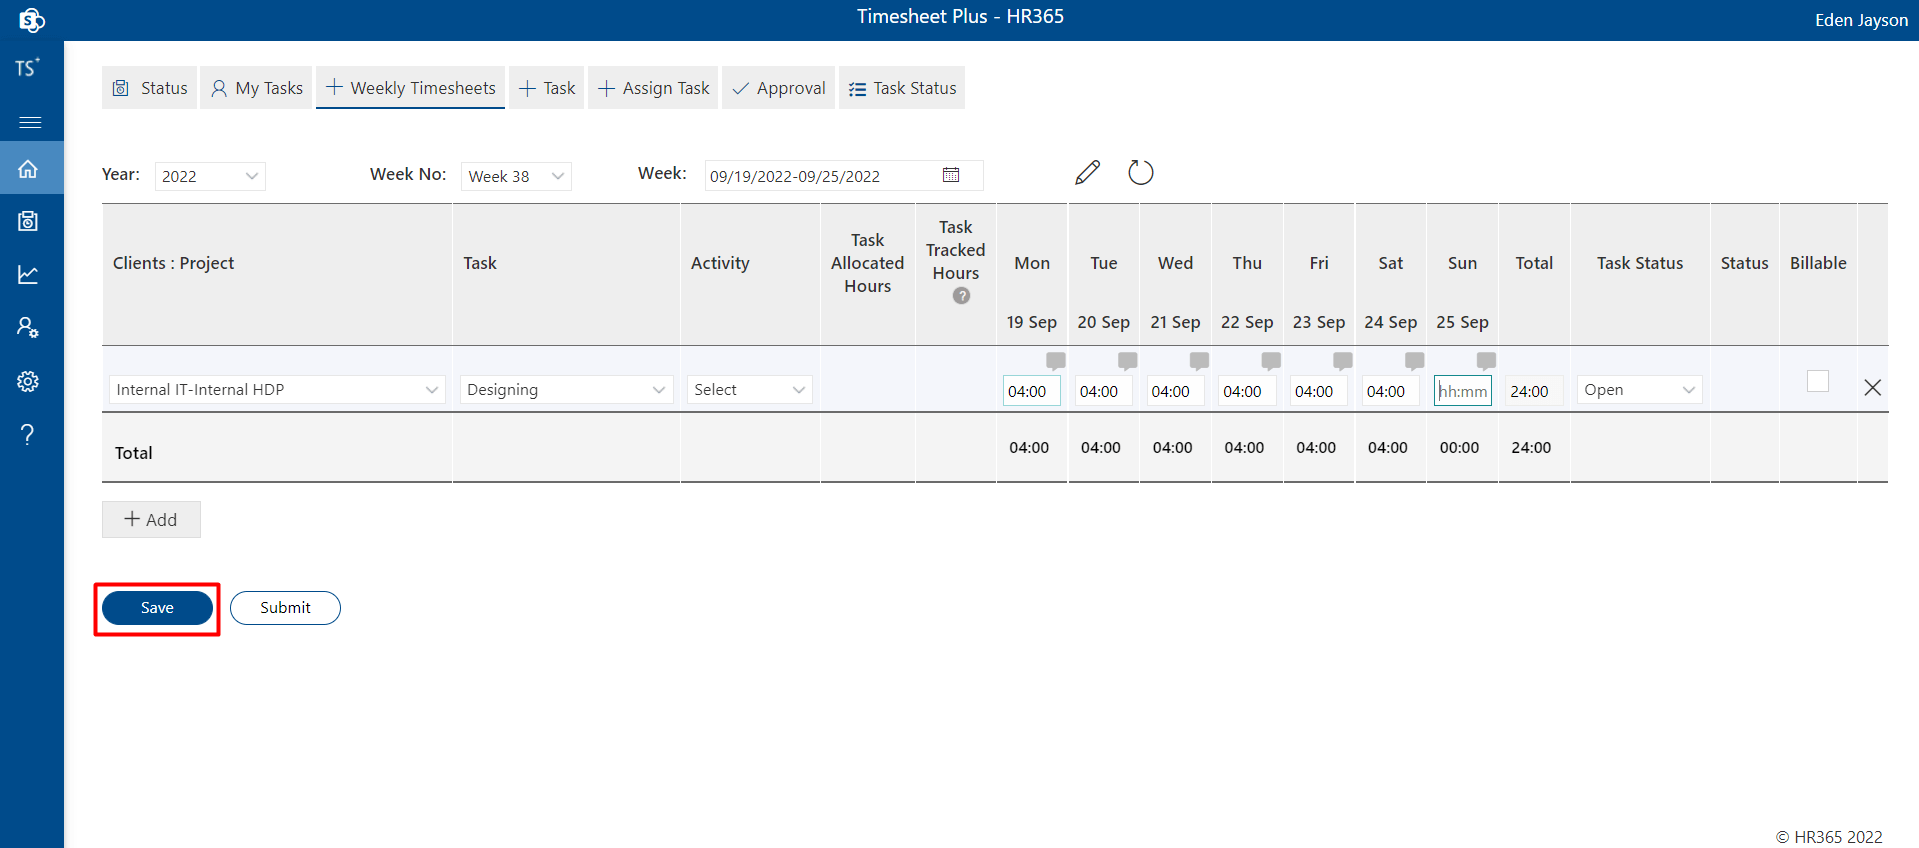 S
Timesheet Plus - HR365
Eden Jayson
TS+
Status
My Tasks
Weekly Timesheets
Task
Assign Task
Approval
Task Status
Year:
2022
Week No:
Week 38
Week:
09/19/2022-09/25/2022
Clients : Project
Task
Activity
Task
Allocated
Hours
Task
Tracked
Hours
?
Mon
19 Sep
Tue
20 Sep
Wed
21 Sep
Thu
22 Sep
Fri
23 Sep
Sat
24 Sep
Sun
25 Sep
Total
Task Status
Status
Billable
Internal IT-Internal HDP
Designing
Select
04:00
04:00
04:00
04:00
04:00
04:00
hh:mm
24:00
Open
Total
04:00
04:00
04:00
04:00
04:00
04:00
00:00
24:00
?
+ Add
Save
Submit
© HR365 2022